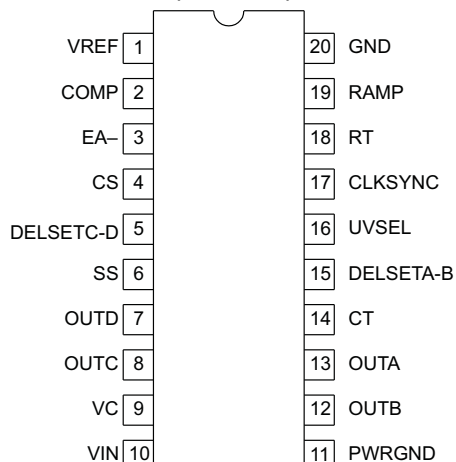 VREF 1 20 GND
COMP 2 19 RAMP
EA– 3 18 RT
CS 4 17 CLKSYNC
DELSETC-D 5 16 UVSEL
SS 6 15 DELSETA-B
OUTD 7 14 CT
OUTC 8 13 OUTA
VC 9 12 OUTB
VIN 10 11 PWRGND